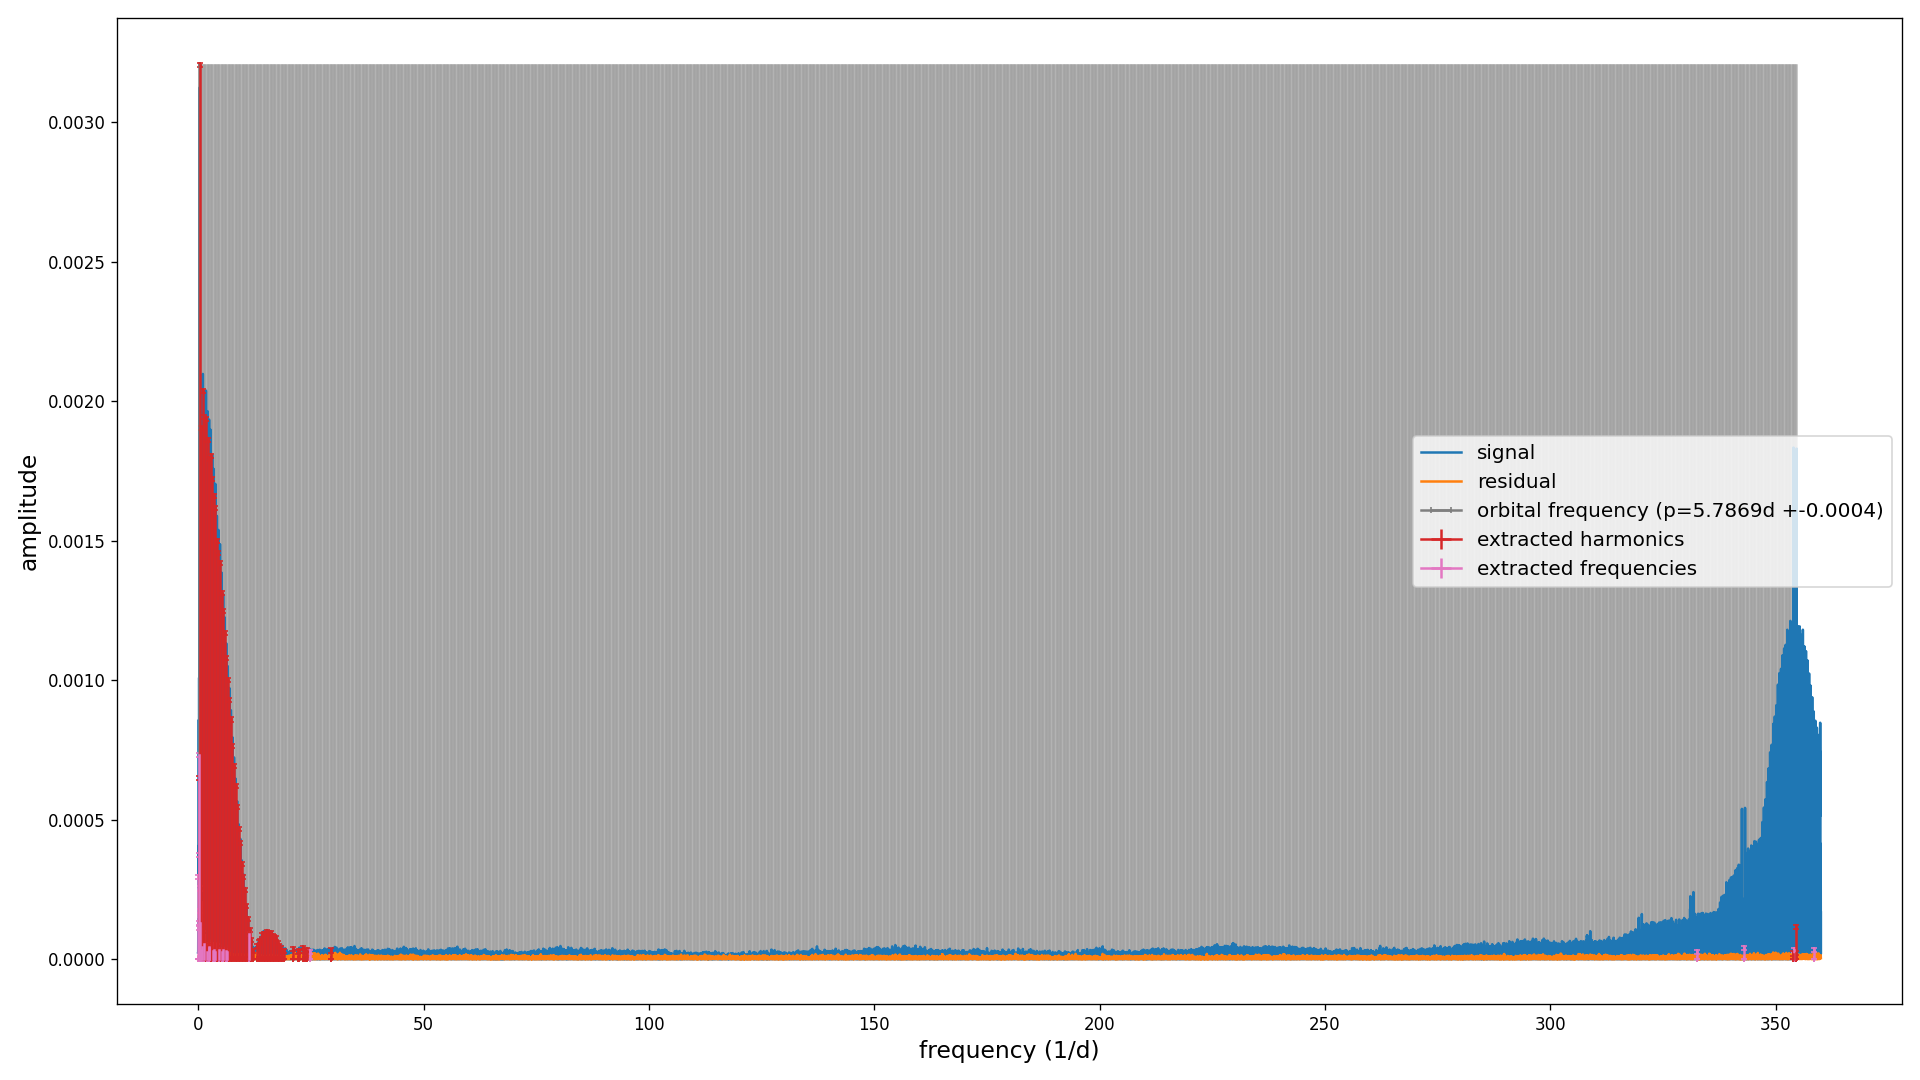 0.0030
0.0025
0.0020
0.0015
0.0010
0.0005
0.0000
amplitude
signal
residual
orbital frequency (p=5.7869d +-0.0004)
extracted harmonics
extracted frequencies
0 50 100 150 200 250 300 350
frequency (1/d)